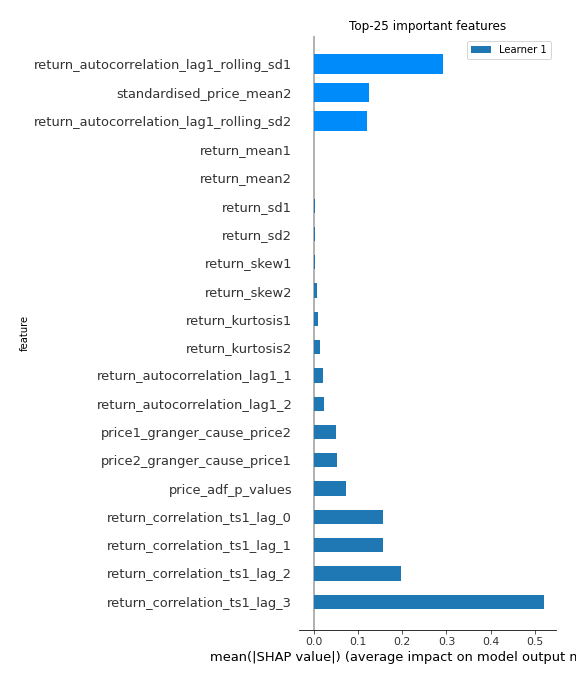 Top-25 important features
Learner 1
return_autocorrelation_lag1_rolling_sd1
standardised_price_mean2
return_autocorrelation_lag1_rolling_sd2
return_mean1
return_mean2
return_sd1
return_sd2
return_skew1
return_skew2
return_kurtosis1
return_kurtosis2
return_autocorrelation_lag1_1
return_autocorrelation_lag1_2
price1_granger_cause_price2
price2_granger_cause_price1
price_adf_p_values
return_correlation_ts1_lag_0
return_correlation_ts1_lag_1
return_correlation_ts1_lag_2
return_correlation_ts1_lag_3
feature
0.0 0.1 0.2 0.3 0.4 0.5
mean(|SHAP value|) (average impact on model output